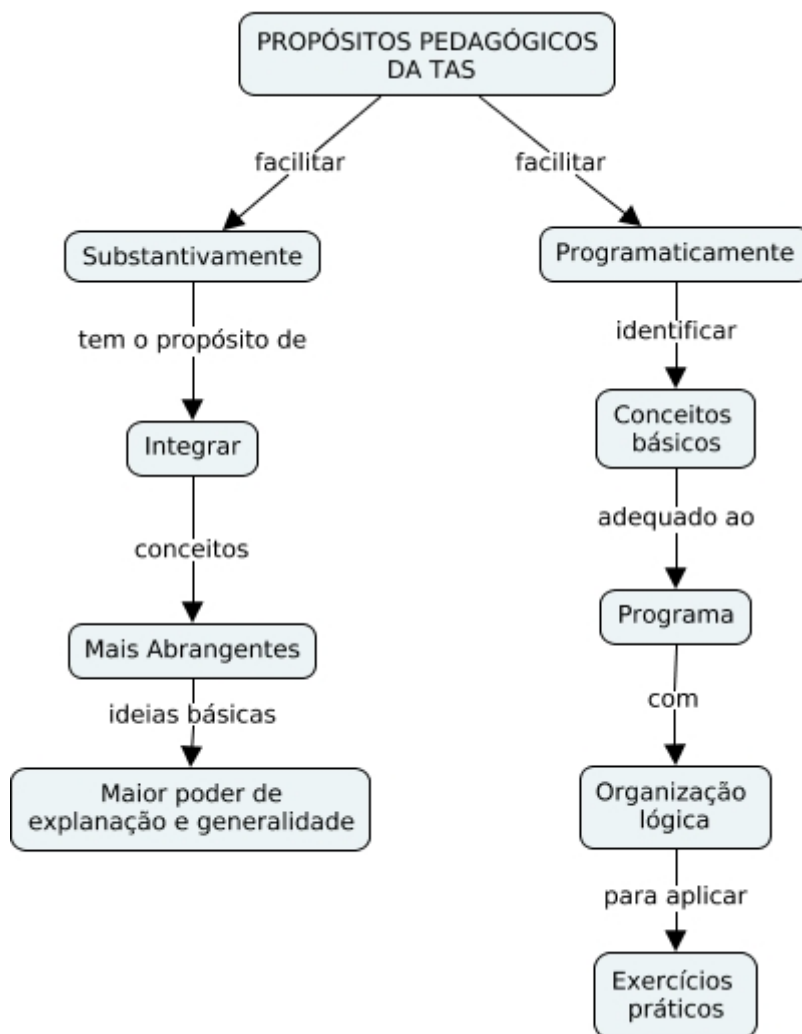 PROPÓSITOS PEDAGÓGICOS
DA TAS
facilitar
facilitar
Substantivamente
Programaticamente
tem o propósito de
identificar
Integrar
Conceitos
básicos
conceitos
adequado ao
Mais Abrangentes
Programa
ideias básicas
com
Maior poder de
explanação e generalidade
Organização
lógica
para aplicar
Exercícios
práticos